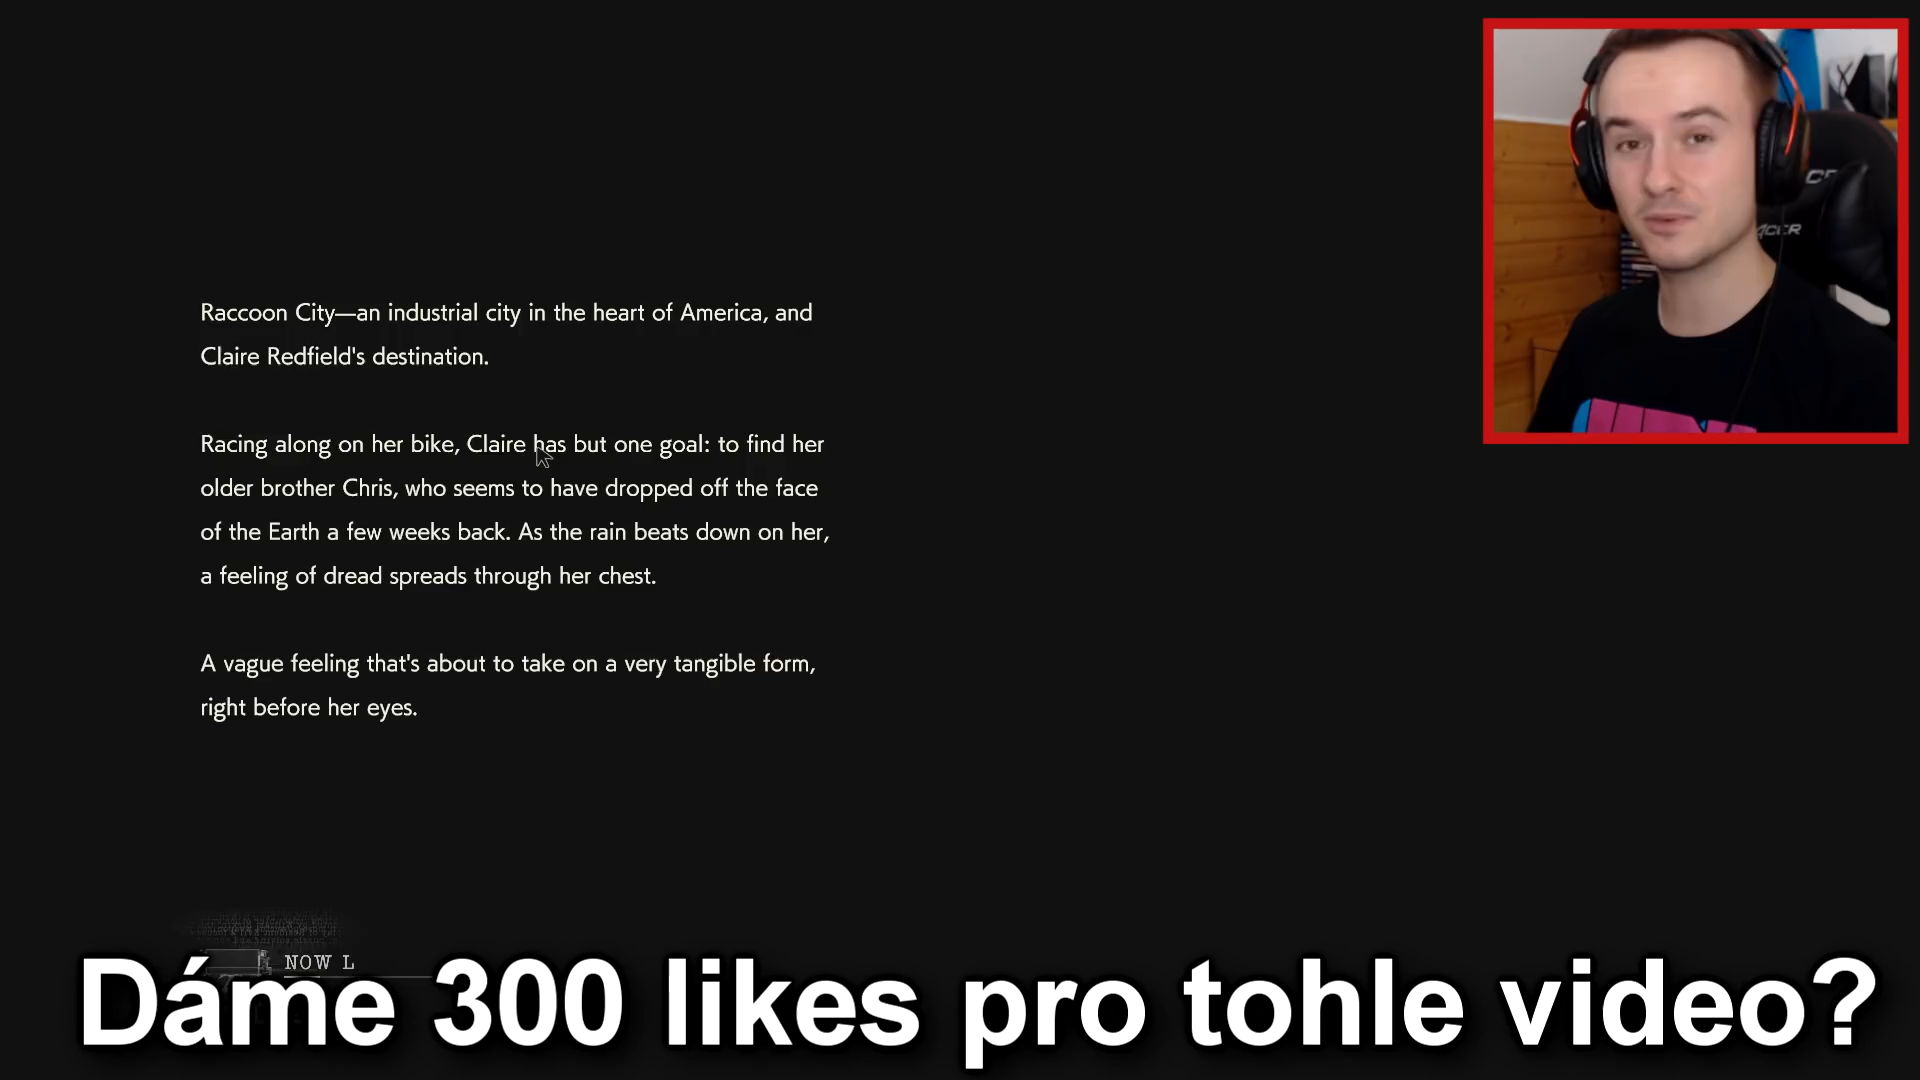 Raccoon City—an industrial city in the heart of America, and
Claire Redfield's destination.
Racing along on her bike, Claire has but one goal: to find her
older brother Chris, who seems to have dropped off the face
of the Earth a few weeks back. As the rain beats down on her,
a feeling of dread spreads through her chest.
A vague feeling that's about to take on a very tangible form,
right before her eyes.
NOW L
Dáme 300 likes pro tohle video?